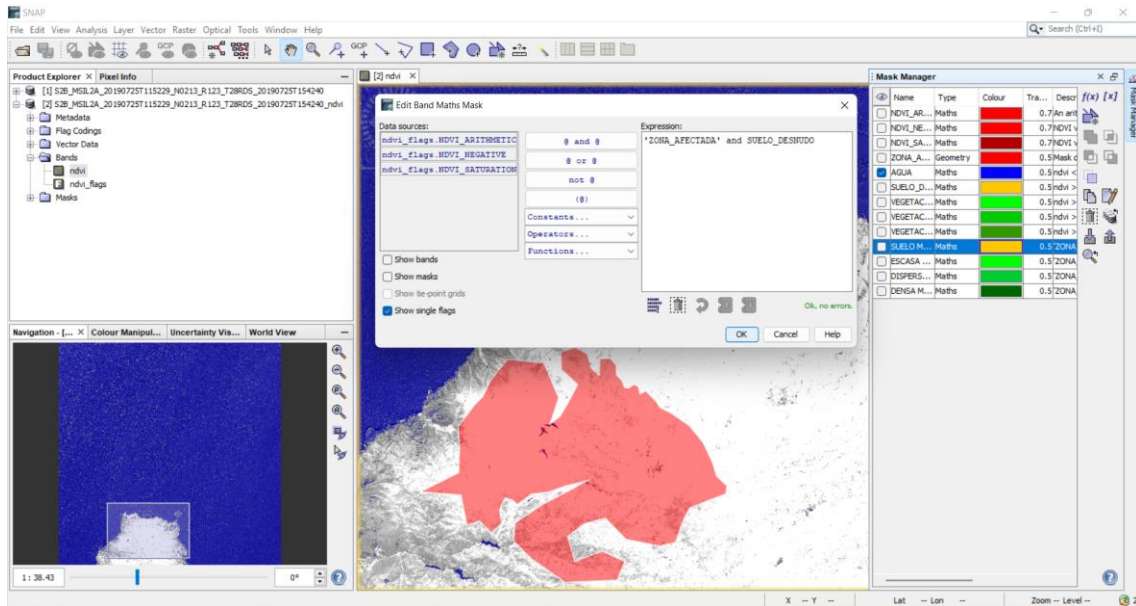 SNAP
File Edit View Analysis Layer Vector Raster Optical Tools Window Help
Search (Ctrl+I)
GCP GCP
Product Explorer × Pixel Info
[1] S2B_MSIL2A_20190725T115229_N0213_R123_T28RDS_20190725T154240
[2] S2B_MSIL2A_20190725T115229_N0213_R123_T28RDS_20190725T154240_ndvi
Metadata
Flag Codings
Vector Data
Bands
ndvi
ndvi_flags
Masks
[2] ndvi ×
Edit Band Maths Mask
Data sources:
ndvi_flags.NDVI_ARITHMETIC
ndvi_flags.NDVI_NEGATIVE
ndvi_flags.NDVI_SATURATION
@ and @
@ or @
not @
(@)
Constants...
Operators...
Functions...
Show bands
Show masks
Show tie-point grids
Show single flags
Expression:
'ZONA_AFECTADA' and SUELO_DESNUDO
Ok, no errors.
OK Cancel Help
Mask Manager
Name Type Colour Tra... Descr
NDVI_AR... Maths 0.7 An arit
NDVI_NE... Maths 0.7 NDVI v
NDVI_SA... Maths 0.7 NDVI v
ZONA_A... Geometry 0.5 Mask d
AGUA Maths 0.5 ndvi <
SUELO_D... Maths 0.5 ndvi >
VEGETAC... Maths 0.5 ndvi >
VEGETAC... Maths 0.5 ndvi >
VEGETAC... Maths 0.5 ndvi >
SUELO M... Maths 0.5 'ZONA
ESCASA ... Maths 0.5 'ZONA
DISPERS... Maths 0.5 'ZONA
DENSA M... Maths 0.5 'ZONA
f(x) [x]
Mask Manager
Navigation - [... × Colour Manipul... Uncertainty Vis... World View
1: 38.43
0°
X -- Y -- Lat -- Lon -- Zoom -- Level --